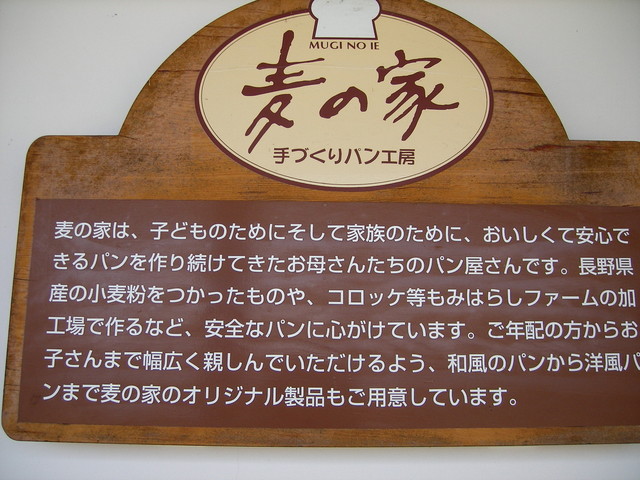 MUGI NO IE
麦の家
手づくりパン工房
麦の家は、子どものためにそして家族のために、おいしくて安心で
きるパンを作り続けてきたお母さんたちのパン屋さんです。長野県
産の小麦粉をつかったものや、コロッケ等もみはらしファームの加
工場で作るなど、安全なパンに心がけています。ご年配の方からお
子さんまで幅広く親しんでいただけるよう、和風のパンから洋風パ
ンまで麦の家のオリジナル製品もご用意しています。